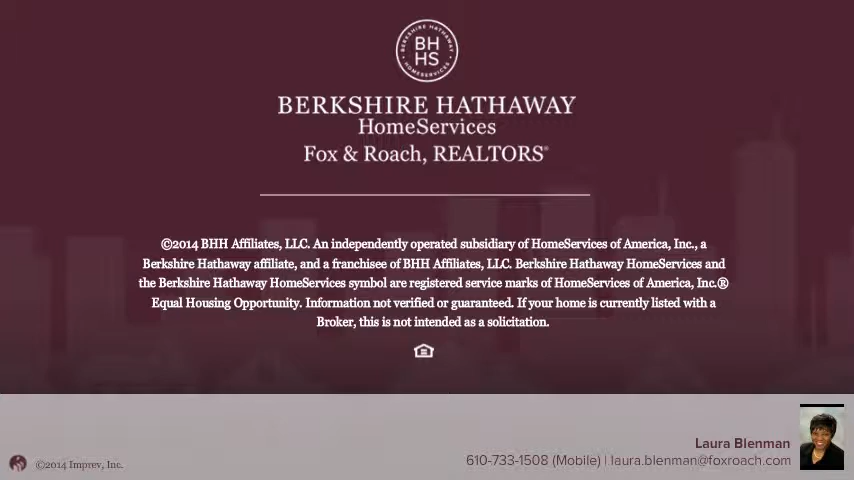 BERKSHIRE HATHAWAY
HOMESERVICES
BH
HS
BERKSHIRE HATHAWAY
HomeServices
Fox & Roach, REALTORS®
©2014 BHH Affiliates, LLC. An independently operated subsidiary of HomeServices of America, Inc., a
Berkshire Hathaway affiliate, and a franchisee of BHH Affiliates, LLC. Berkshire Hathaway HomeServices and
the Berkshire Hathaway HomeServices symbol are registered service marks of HomeServices of America, Inc.®
Equal Housing Opportunity. Information not verified or guaranteed. If your home is currently listed with a
Broker, this is not intended as a solicitation.
Laura Blenman
610-733-1508 (Mobile) | laura.blenman@foxroach.com
©2014 Imprev, Inc.